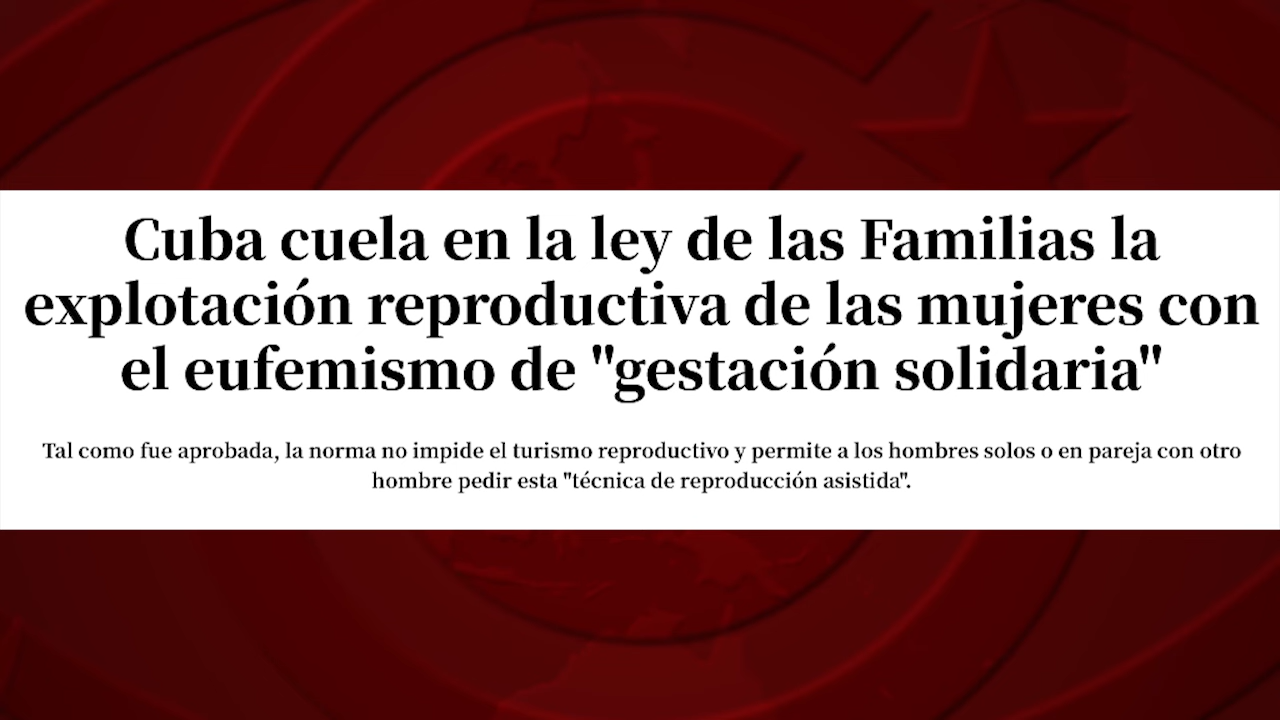 Cuba cuela en la ley de las Familias la
explotación reproductiva de las mujeres con
el eufemismo de "gestación solidaria"
Tal como fue aprobada, la norma no impide el turismo reproductivo y permite a los hombres solos o en pareja con otro
hombre pedir esta "técnica de reproducción asistida".